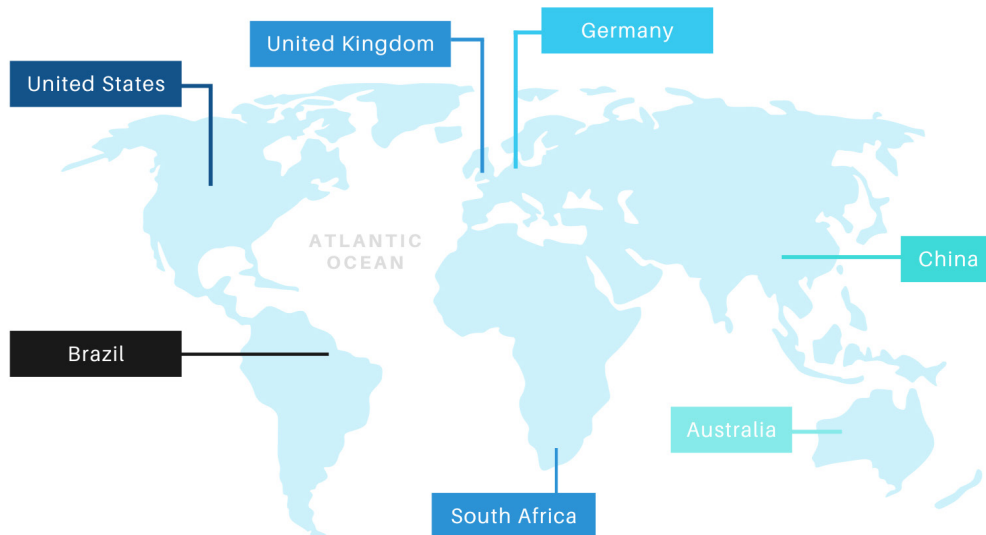 Germany
United Kingdom
United States
ATLANTIC
OCEAN
China
Brazil
Australia
South Africa